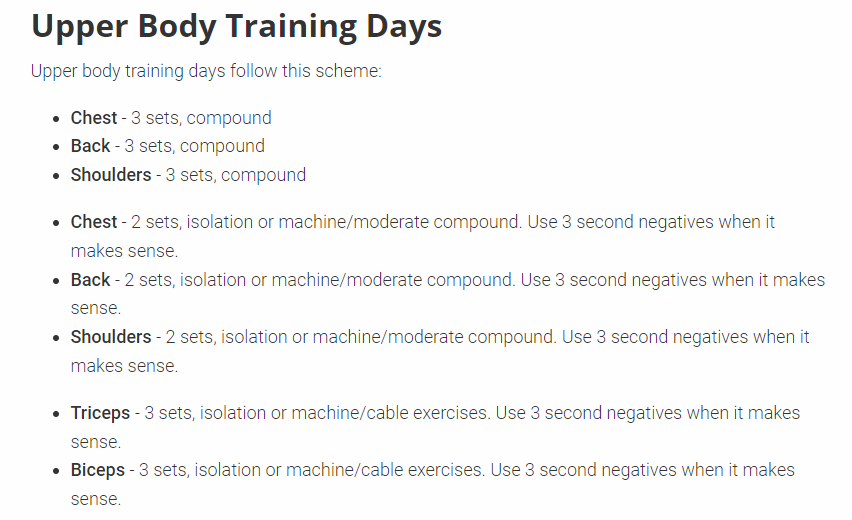 Upper Body Training Days
Upper body training days follow this scheme:
• Chest - 3 sets, compound
• Back - 3 sets, compound
• Shoulders - 3 sets, compound
• Chest - 2 sets, isolation or machine/moderate compound. Use 3 second negatives when it
makes sense.
• Back - 2 sets, isolation or machine/moderate compound. Use 3 second negatives when it makes
sense.
• Shoulders - 2 sets, isolation or machine/moderate compound. Use 3 second negatives when it
makes sense.
• Triceps - 3 sets, isolation or machine/cable exercises. Use 3 second negatives when it makes
sense.
• Biceps - 3 sets, isolation or machine/cable exercises. Use 3 second negatives when it makes
sense.